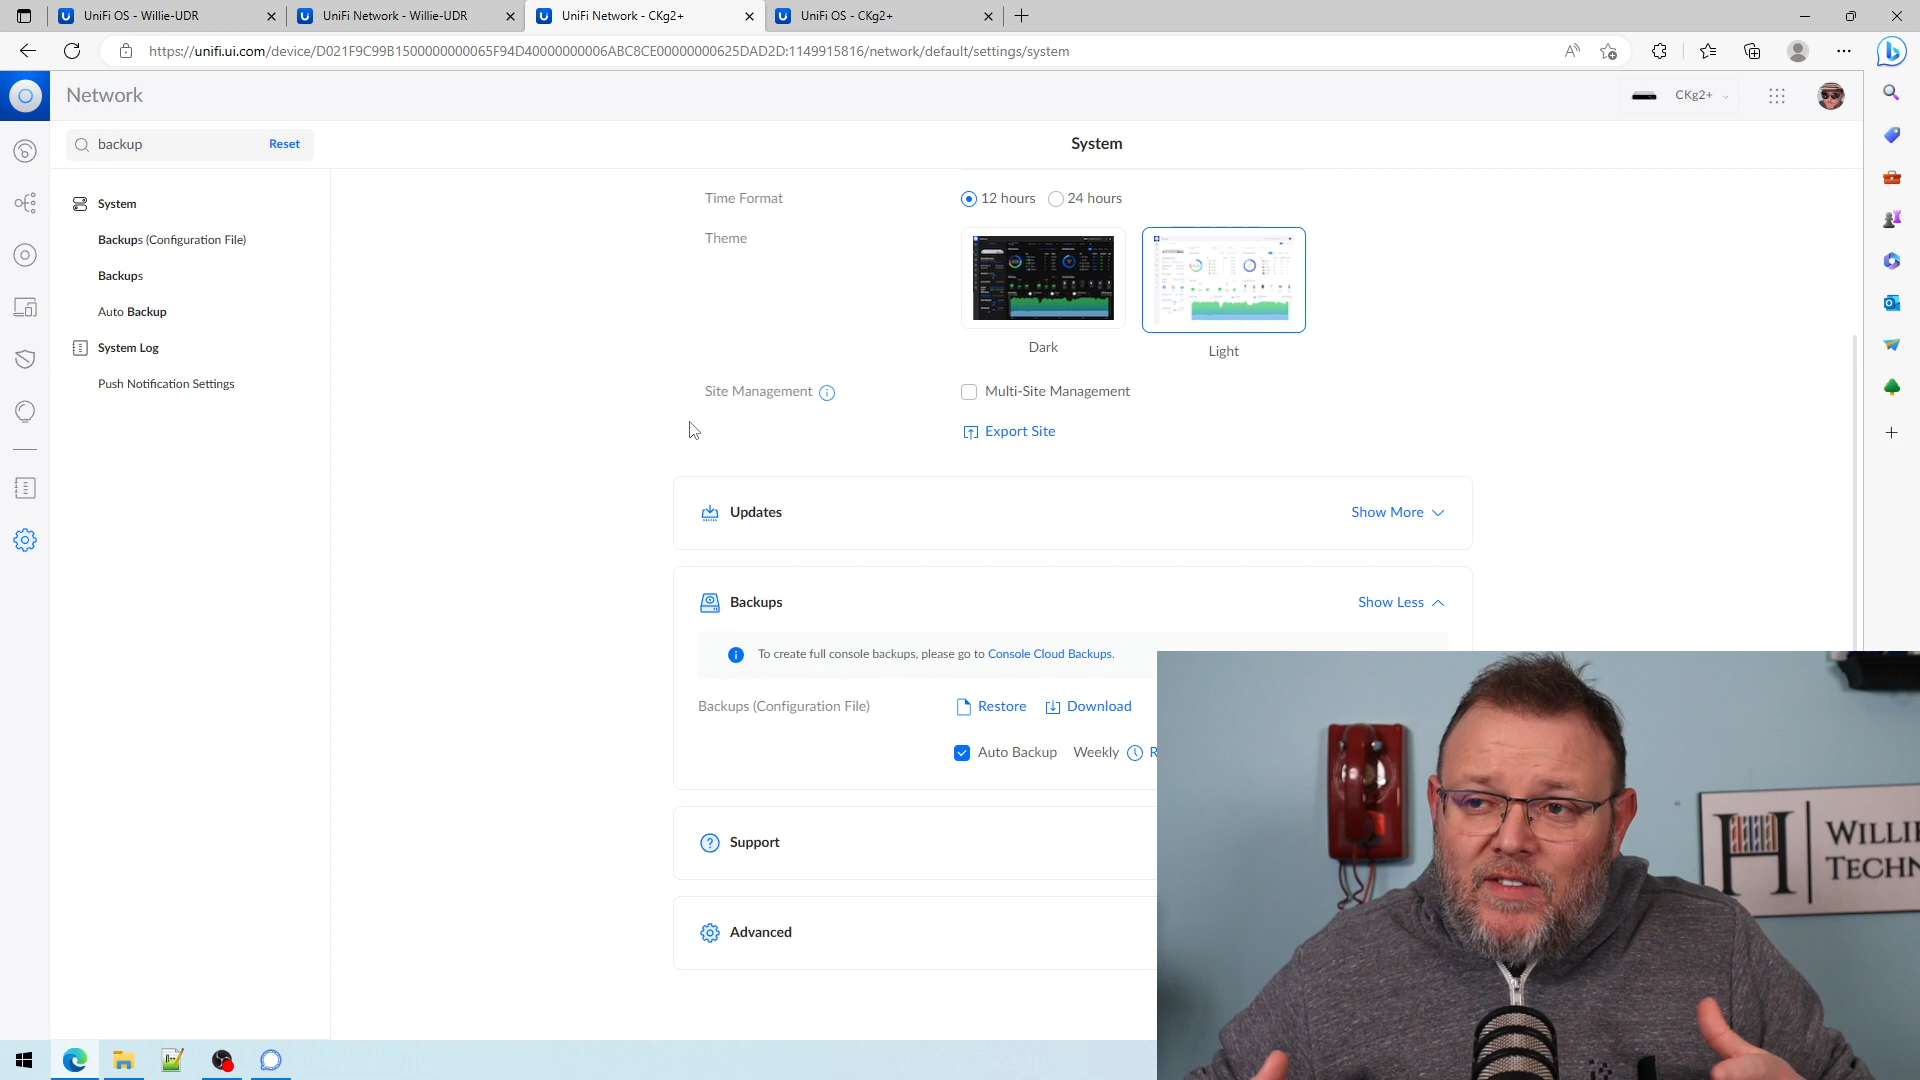 UniFi OS - Willie-UDR
UniFi Network - Willie-UDR
UniFi Network - CKg2+
UniFi OS - CKg2+
https://unifi.ui.com/device/D021F9C99B1500000000065F94D40000000006ABC8CE00000000625DAD2D:1149915816/network/default/settings/system
Network
CKg2+
backup
Reset
System
System
Backups (Configuration File)
Backups
Auto Backup
System Log
Push Notification Settings
Time Format
12 hours
24 hours
Theme
Dark
Light
Site Management
Multi-Site Management
Export Site
Updates
Show More
Backups
Show Less
To create full console backups, please go to Console Cloud Backups.
Backups (Configuration File)
Restore
Download
Auto Backup
Weekly
R
Support
Advanced
H
WILLIE
TECHN